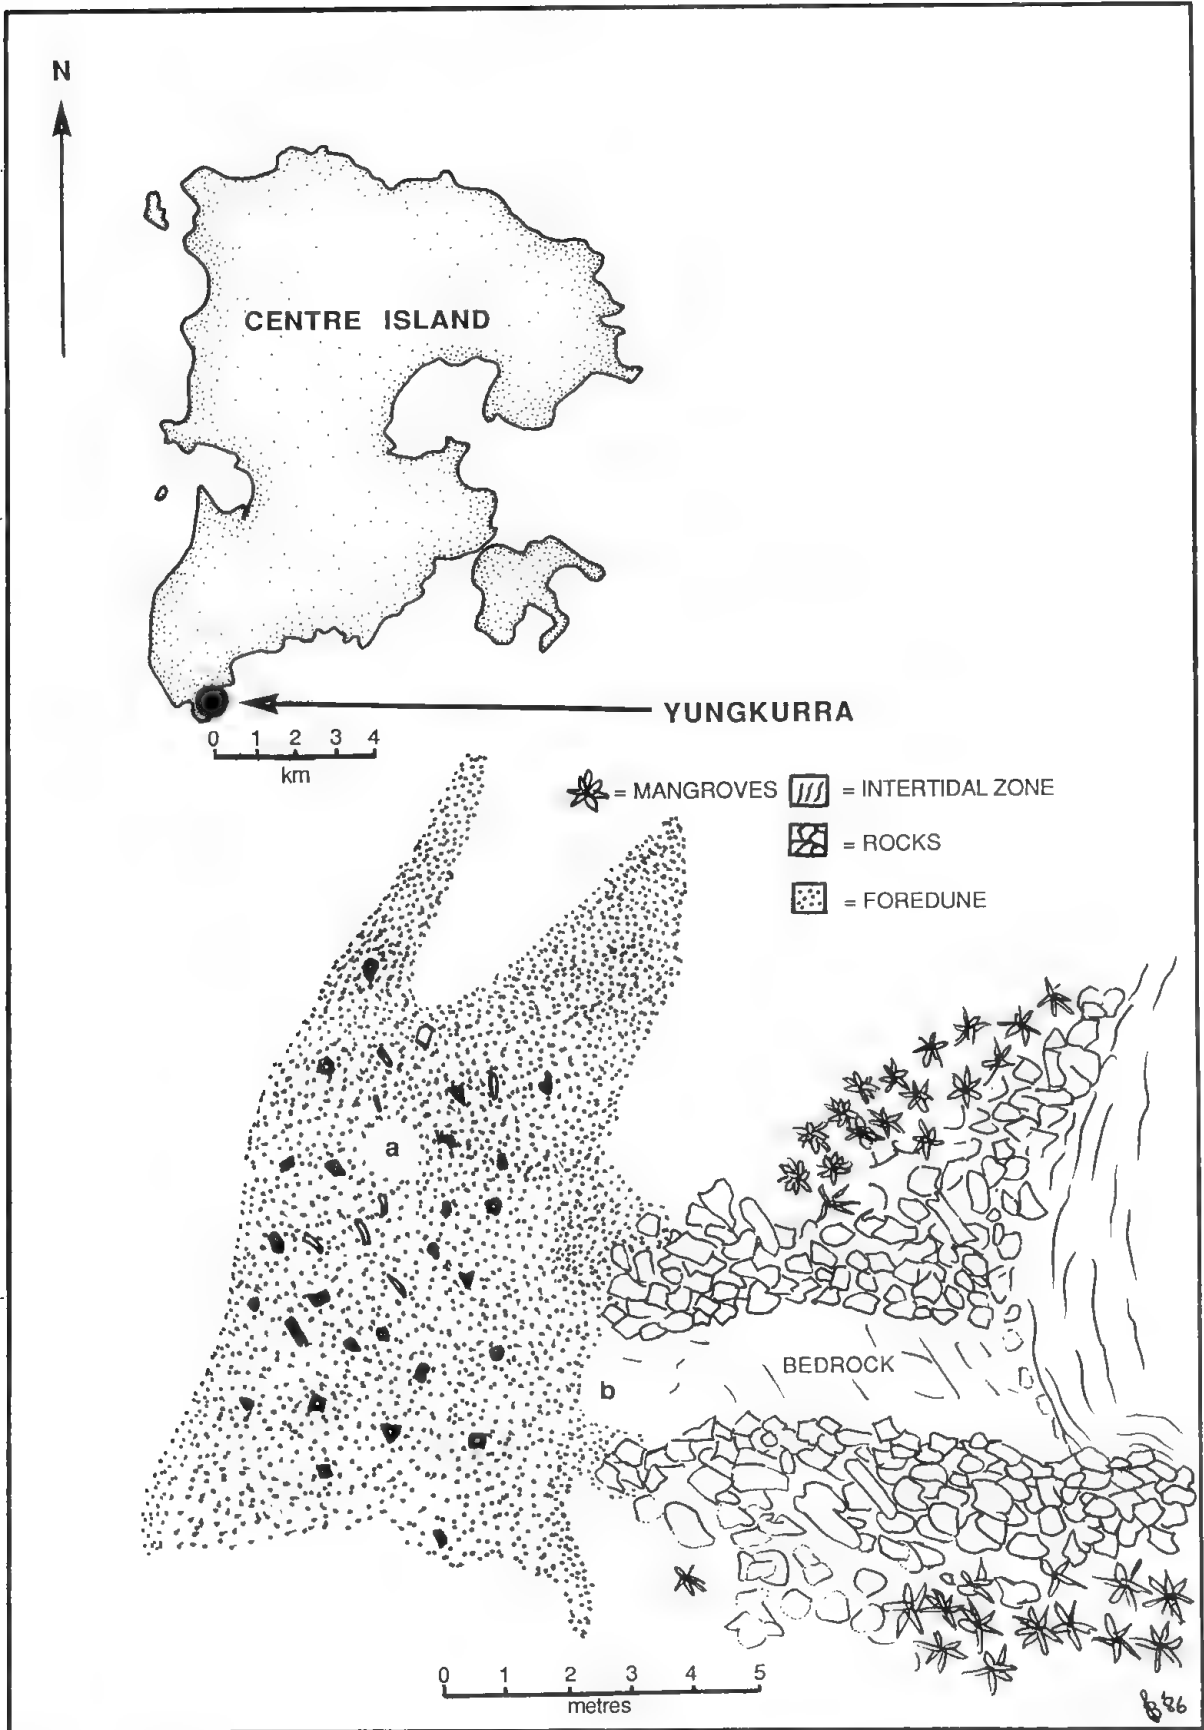 N
CENTRE ISLAND
YUNGKURRA
0 1 2 3 4
km
= MANGROVES
= INTERTIDAL ZONE
= ROCKS
= FOREDUNE
a
BEDROCK
b
0 1 2 3 4 5
metres
'86